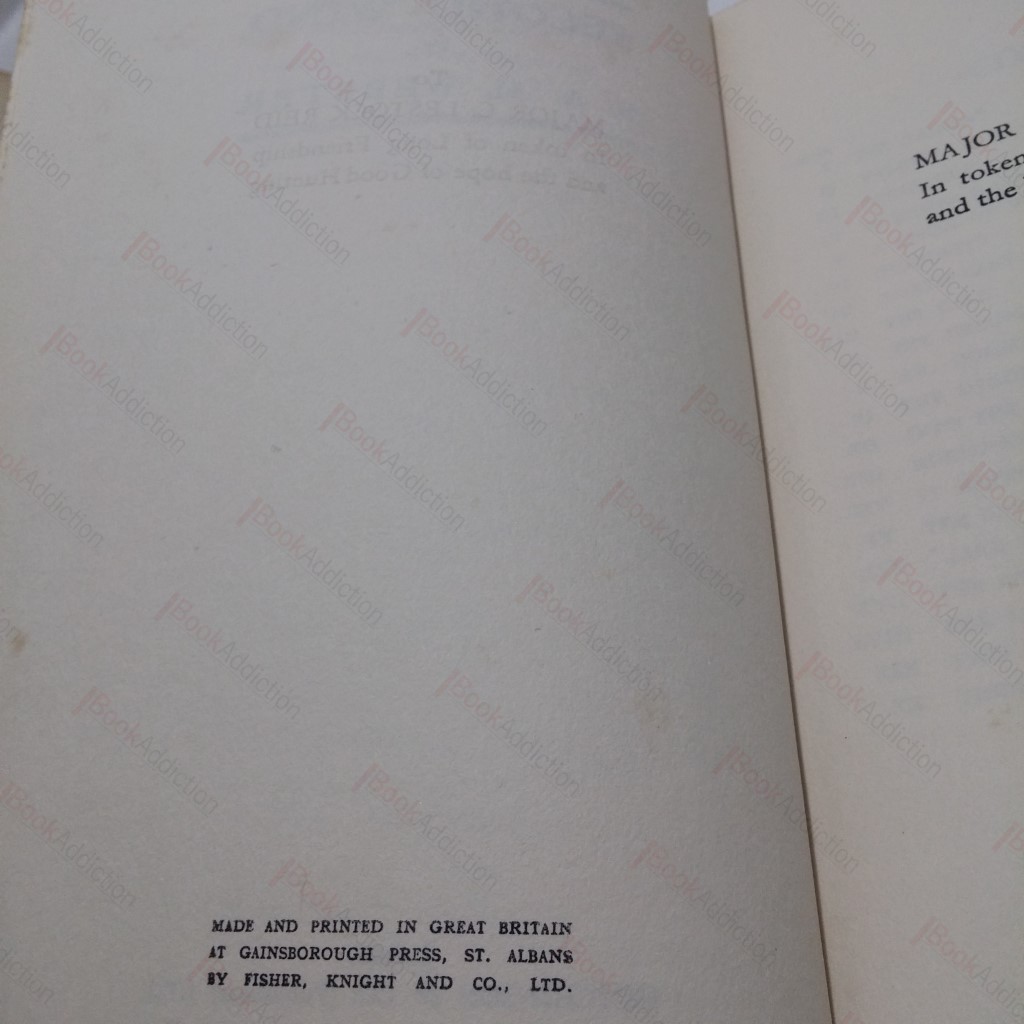 MADE AND PRINTED IN GREAT BRITAIN
AT GAINSBOROUGH PRESS, ST. ALBANS
BY FISHER, KNIGHT AND CO., LTD.
MAJOR
In token
and the
BookAddiction